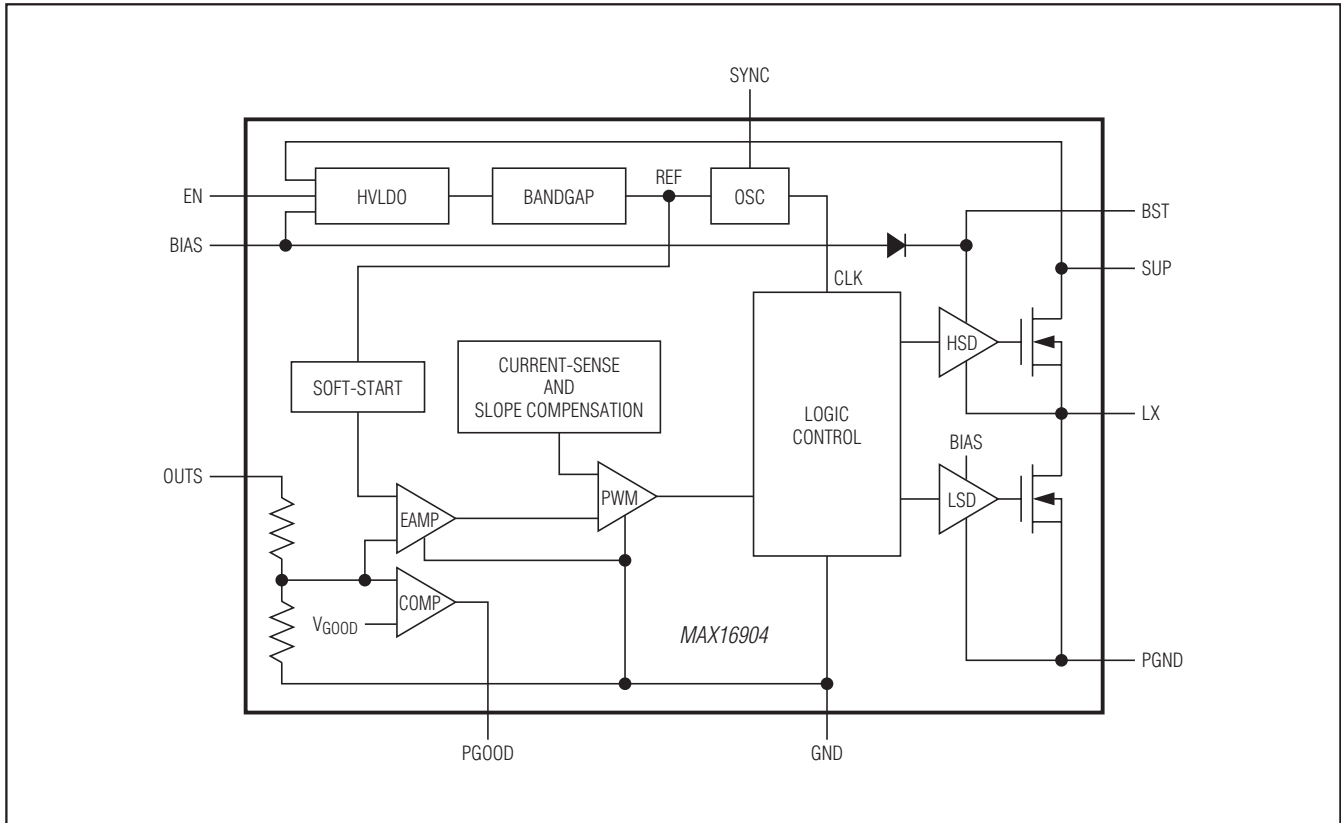 SYNC
EN
HVLDO
BANDGAP
REF
OSC
BST
BIAS
SUP
CLK
HSD
SOFT-START
CURRENT-SENSE
AND
SLOPE COMPENSATION
LOGIC
CONTROL
LX
BIAS
OUTS
EAMP
PWM
LSD
COMP
VGOOD
MAX16904
PGND
PGOOD
GND